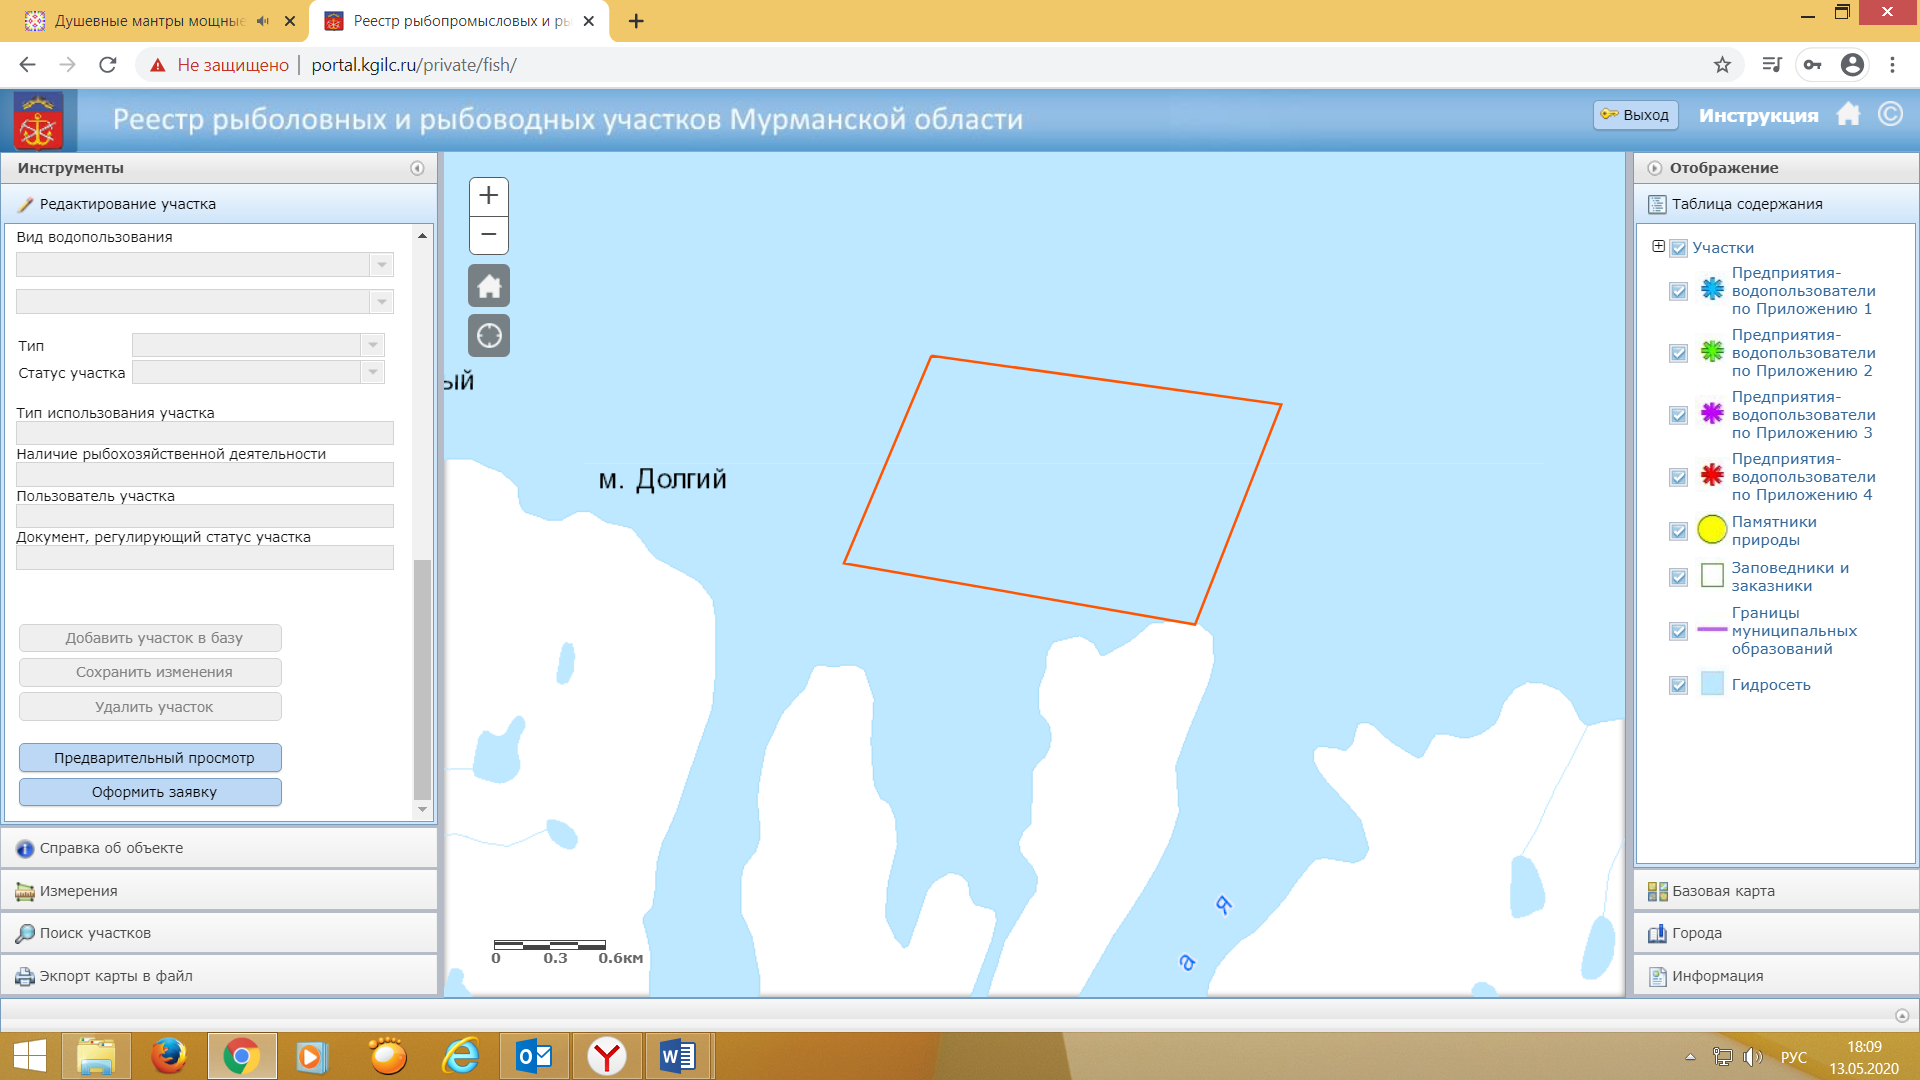 Душевные мантры мощные
Реестр рыбопромысловых и ры
Не защищено
portal.kgilc.ru/private/fish/
Реестр рыболовных и рыбоводных участков Мурманской области
Выход
Инструкция
©
Инструменты
Редактирование участка
Вид водопользования
Тип
Статус участка
Тип использования участка
Наличие рыбохозяйственной деятельности
Пользователь участка
Документ, регулирующий статус участка
Добавить участок в базу
Сохранить изменения
Удалить участок
Предварительный просмотр
Оформить заявку
Справка об объекте
Измерения
Поиск участков
Экспорт карты в файл
+
−
ый
м. Долгий
а я
0 0.3 0.6км
Отображение
Таблица содержания
Участки
Предприятия-
водопользователи
по Приложению 1
Предприятия-
водопользователи
по Приложению 2
Предприятия-
водопользователи
по Приложению 3
Предприятия-
водопользователи
по Приложению 4
Памятники
природы
Заповедники и
заказники
Границы
муниципальных
образований
Гидросеть
Базовая карта
Города
Информация
РУС
18:09
13.05.2020